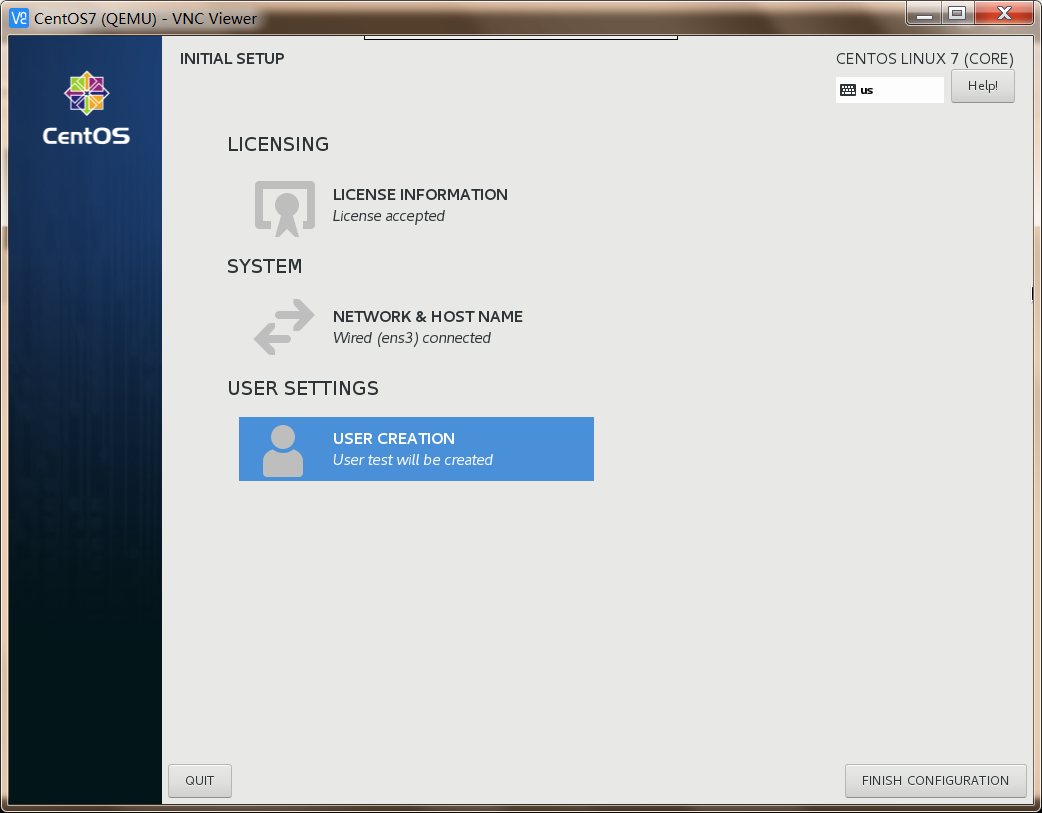 V2 CentOS7 (QEMU) - VNC Viewer
CentOS
INITIAL SETUP
CENTOS LINUX 7 (CORE)
us
Help!
LICENSING
LICENSE INFORMATION
License accepted
SYSTEM
NETWORK & HOST NAME
Wired (ens3) connected
USER SETTINGS
USER CREATION
User test will be created
QUIT
FINISH CONFIGURATION